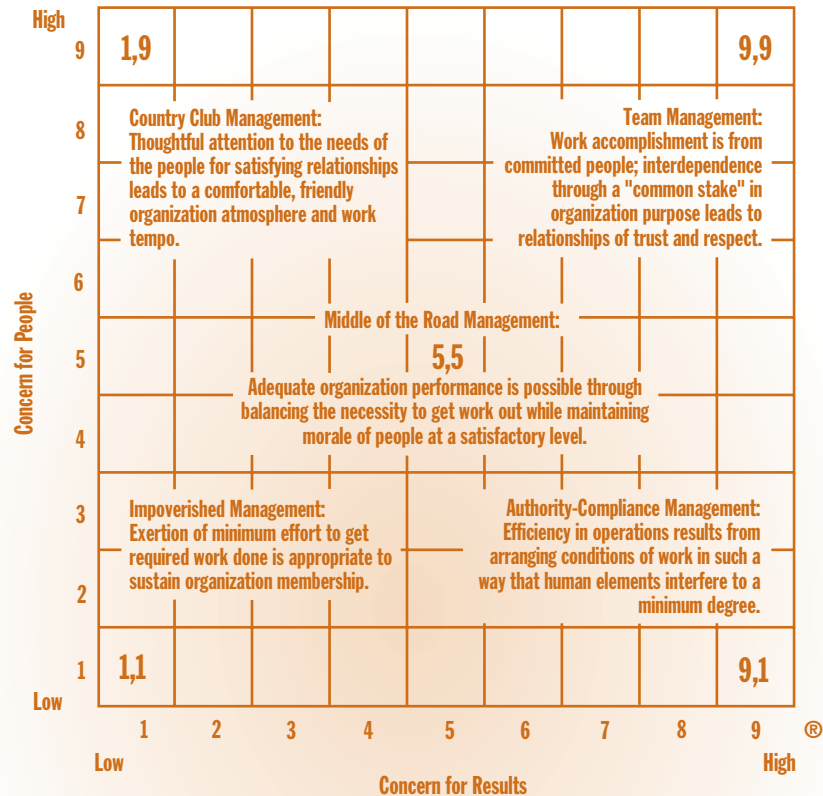 High
9
1,9
9,9
Country Club Management:
Thoughtful attention to the needs of
the people for satisfying relationships
leads to a comfortable, friendly
organization atmosphere and work
tempo.
Team Management:
Work accomplishment is from
committed people; interdependence
through a "common stake" in
organization purpose leads to
relationships of trust and respect.
8
7
6
Concern for People
Middle of the Road Management:
5
5,5
Adequate organization performance is possible through
balancing the necessity to get work out while maintaining
morale of people at a satisfactory level.
4
3
Impoverished Management:
Exertion of minimum effort to get
required work done is appropriate to
sustain organization membership.
Authority-Compliance Management:
Efficiency in operations results from
arranging conditions of work in such a
way that human elements interfere to a
minimum degree.
2
1
1,1
9,1
Low
1 2 3 4 5 6 7 8 9 ®
Low
High
Concern for Results